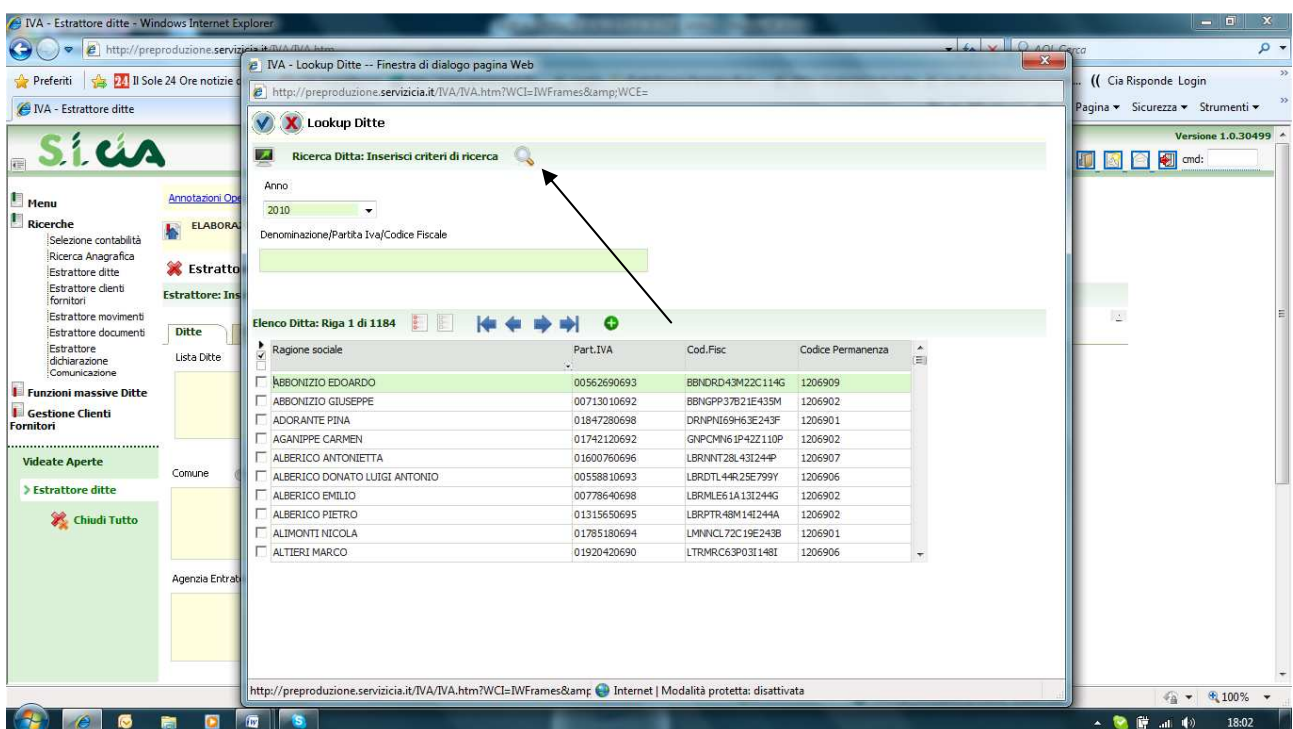 IVA - Estrattore ditte - Windows Internet Explorer
http://preproduzione.servizicia.it/IVA/IVA.htm
AOL Cerca
Preferiti
Il Sole 24 Ore notizie
Cia Risponde Login
IVA - Estrattore ditte
Pagina
Sicurezza
Strumenti
IVA - Lookup Ditte -- Finestra di dialogo pagina Web
http://preproduzione.servizicia.it/IVA/IVA.htm?WCI=IWFrames&amp;WCE=
S.i. cia
Versione 1.0.30499
cmd:
Lookup Ditte
Ricerca Ditta: Inserisci criteri di ricerca
Anno
2010
Denominazione/Partita Iva/Codice Fiscale
Menu
Ricerche
Selezione contabilità
Ricerca Anagrafica
Estrattore ditte
Estrattore clienti
fornitori
Estrattore movimenti
Estrattore documenti
Estrattore
dichiarazione
Comunicazione
Funzioni massive Ditte
Gestione Clienti
Fornitori
Videate Aperte
> Estrattore ditte
Chiudi Tutto
Annotazioni Ope
ELABORAZ
Estratto
Estrattore: Ins
Ditte
Lista Ditte
Comune
Agenzia Entrat
Elenco Ditta: Riga 1 di 1184
Ragione sociale Part.IVA Cod.Fisc Codice Permanenza
ABBONIZIO EDOARDO 00562690693 BBNDRD43M22C114G 1206909
ABBONIZIO GIUSEPPE 00713010692 BBNGPP37B21E435M 1206902
ADORANTE PINA 01847280698 DRNPNI69H63E243F 1206901
AGANIPPE CARMEN 01742120692 GNPCMN61P42Z110P 1206902
ALBERICO ANTONIETTA 01600760696 LBRNNT28L43I244P 1206907
ALBERICO DONATO LUIGI ANTONIO 00558810693 LBRDTL44R25E799Y 1206906
ALBERICO EMILIO 00778640698 LBRMLE61A13I244G 1206902
ALBERICO PIETRO 01315650695 LBRPTR48M14I244A 1206902
ALIMONTI NICOLA 01785180694 LMNNCL72C19E243B 1206901
ALTIERI MARCO 01920420690 LTRMRC63P03I148I 1206906
http://preproduzione.servizicia.it/IVA/IVA.htm?WCI=IWFrames&amp
Internet | Modalità protetta: disattivata
100%
18:02